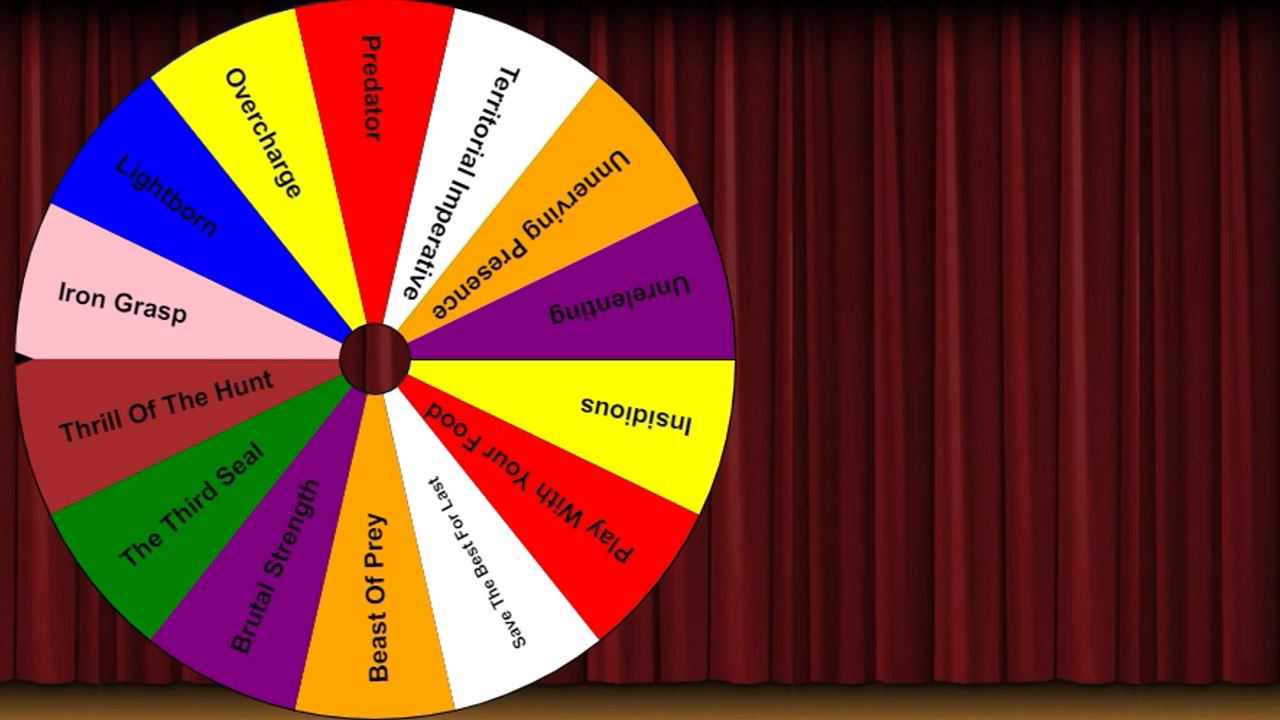 Predator
Territorial Imperative
Unnerving Presence
Unrelenting
Insidious
Play With Your Food
Save The Best For Last
Beast Of Prey
Brutal Strength
The Third Seal
Thrill Of The Hunt
Iron Grasp
Lightborn
Overcharge